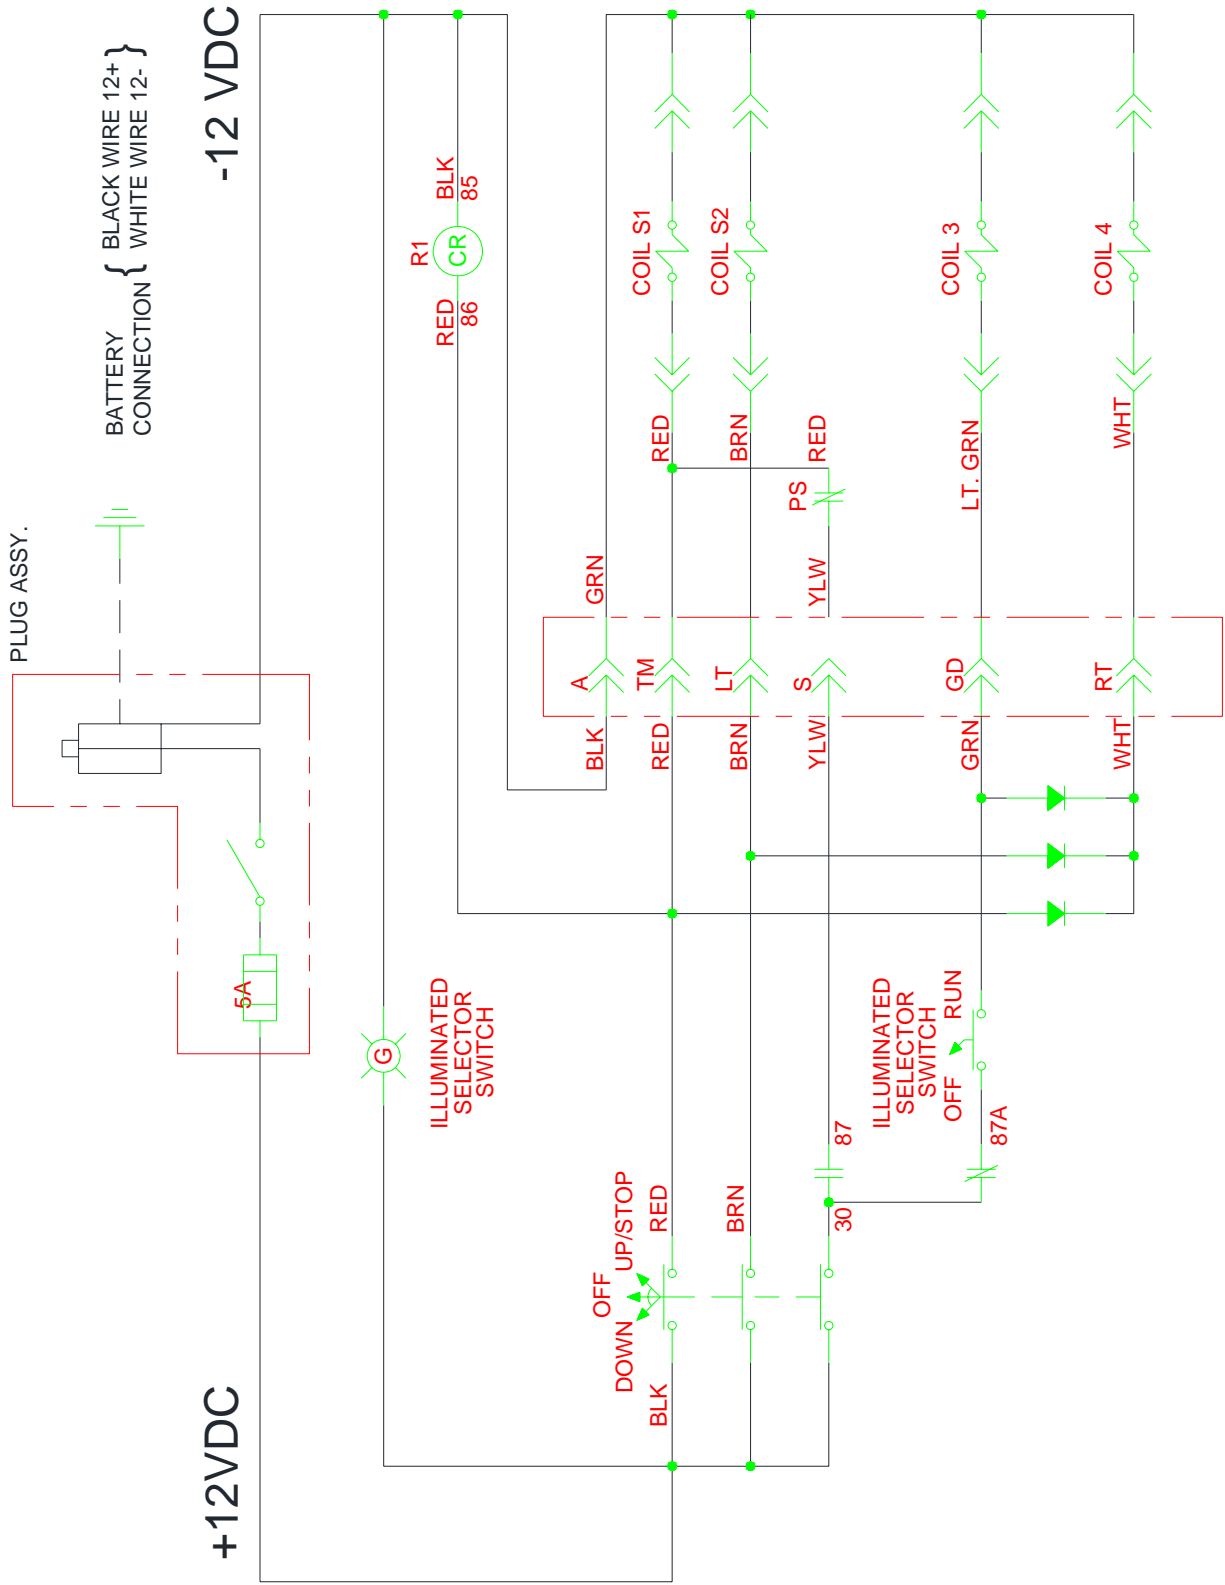 PLUG ASSY.
BATTERY
CONNECTION
{ BLACK WIRE 12+ }
{ WHITE WIRE 12- }
+12VDC
-12 VDC
5A
G
ILLUMINATED
SELECTOR
SWITCH
RED
86
R1
CR
BLK
85
DOWN
OFF
UP/STOP
BLK
RED
BRN
30
87
87A
ILLUMINATED
SELECTOR
SWITCH
OFF
RUN
BLK
A
GRN
RED
TM
RED
COIL S1
BRN
LT
BRN
COIL S2
YLW
S
YLW
PS
RED
GRN
GD
LT. GRN
COIL 3
WHT
RT
WHT
COIL 4